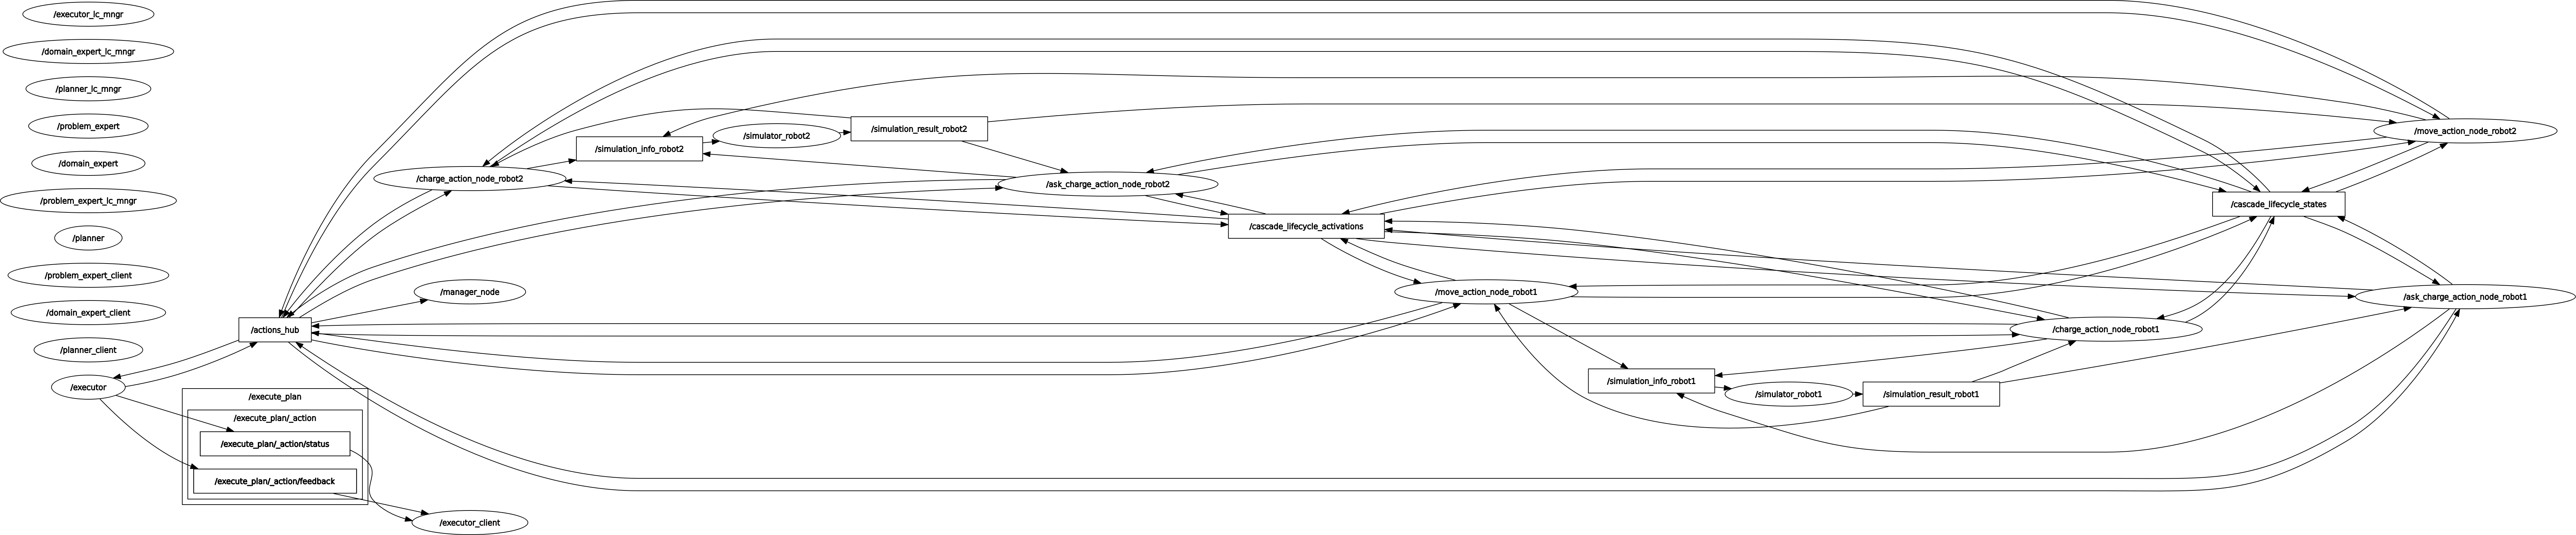 /executor_lc_mngr
/domain_expert_lc_mngr
/planner_lc_mngr
/problem_expert
/domain_expert
/problem_expert_lc_mngr
/planner
/problem_expert_client
/domain_expert_client
/planner_client
/executor
/actions_hub
/execute_plan
/execute_plan/_action
/execute_plan/_action/status
/execute_plan/_action/feedback
/charge_action_node_robot2
/manager_node
/executor_client
/simulation_info_robot2
/simulator_robot2
/simulation_result_robot2
/ask_charge_action_node_robot2
/cascade_lifecycle_activations
/move_action_node_robot1
/simulation_info_robot1
/simulator_robot1
/simulation_result_robot1
/charge_action_node_robot1
/cascade_lifecycle_states
/move_action_node_robot2
/ask_charge_action_node_robot1